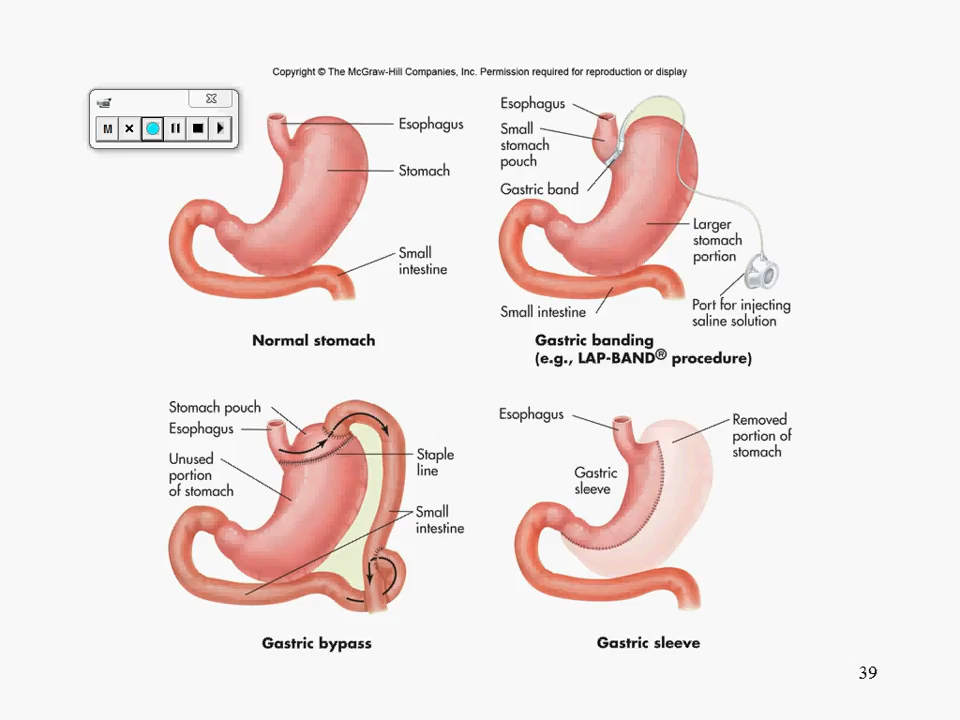 Copyright © The McGraw-Hill Companies, Inc. Permission required for reproduction or display
M
Esophagus
Stomach
Small
intestine
Normal stomach
Esophagus
Small
stomach
pouch
Gastric band
Larger
stomach
portion
Small intestine
Port for injecting
saline solution
Gastric banding
(e.g., LAP-BAND® procedure)
Stomach pouch
Esophagus
Unused
portion
of stomach
Staple
line
Small
intestine
Gastric bypass
Esophagus
Gastric
sleeve
Removed
portion of
stomach
Gastric sleeve
39